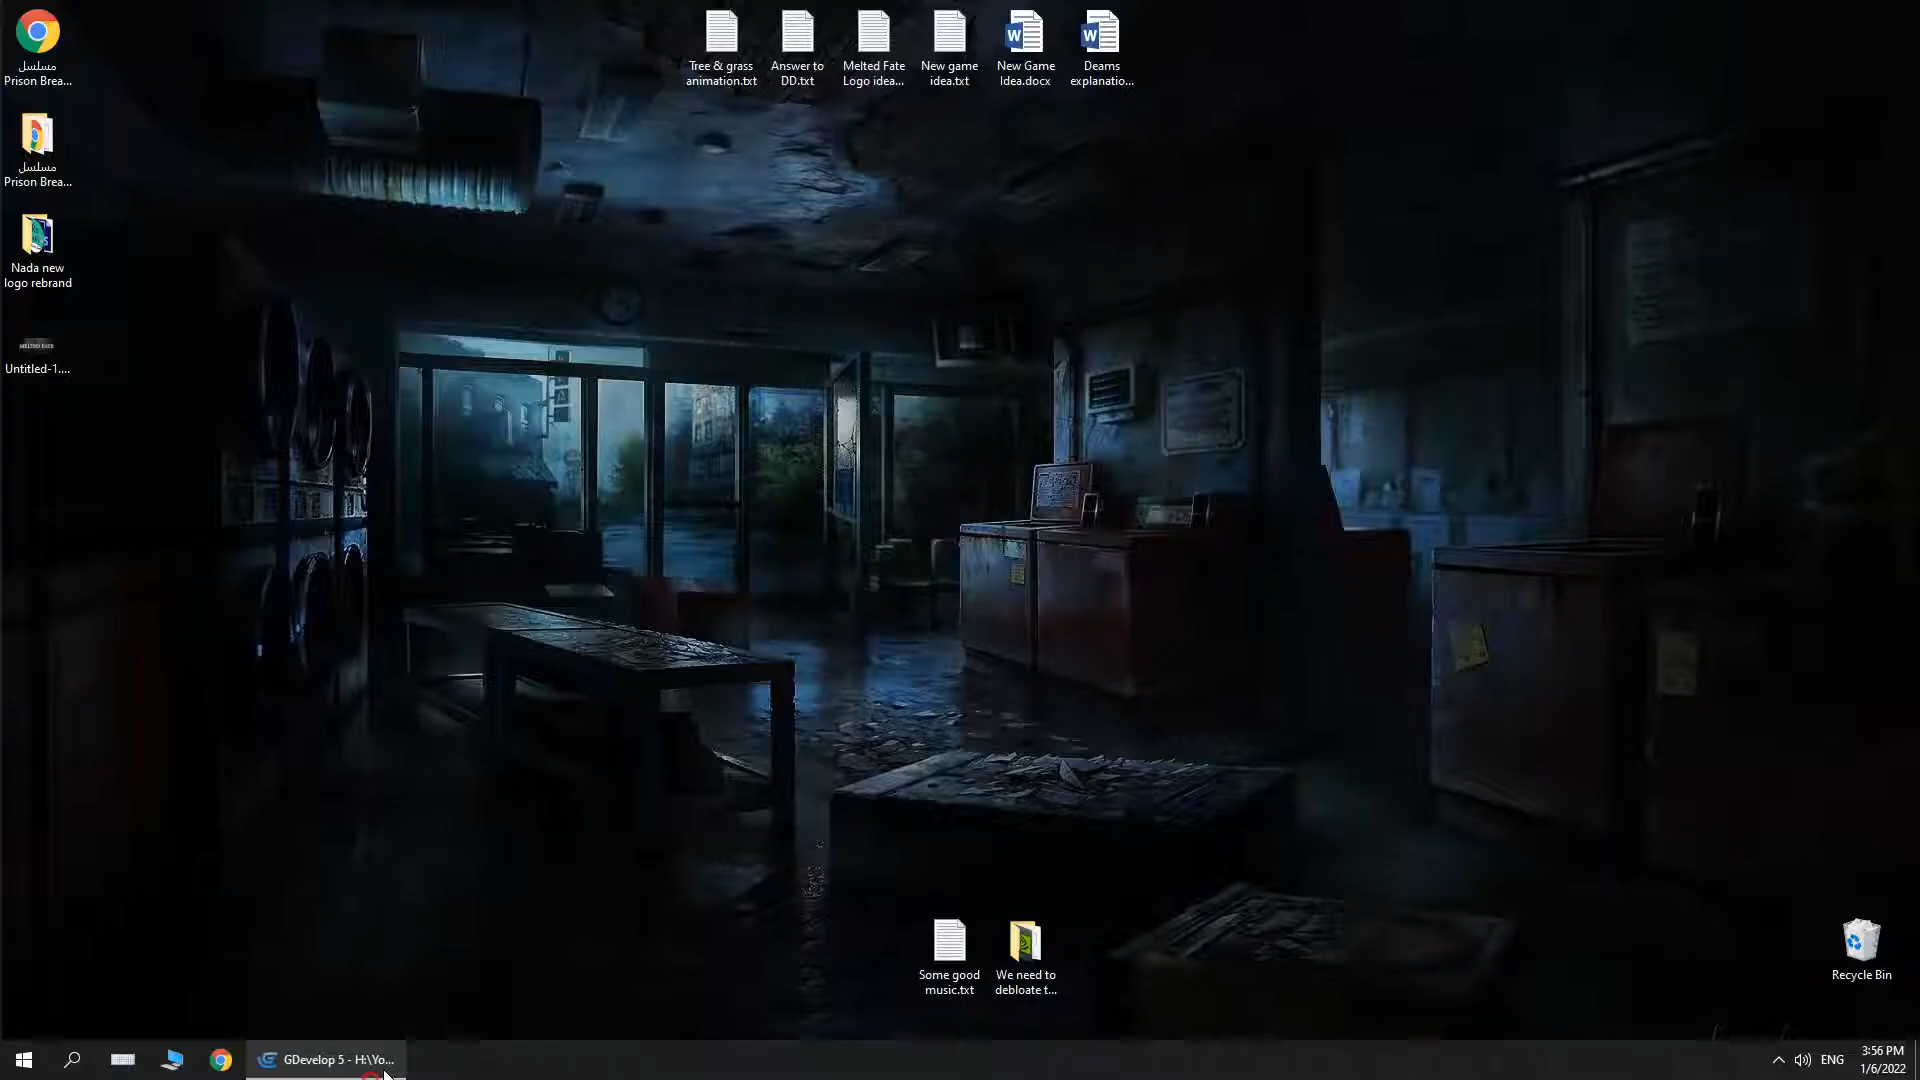 مسلسل
Prison Brea...
مسلسل
Prison Brea...
Nada new
logo rebrand
MELTED FATE
Untitled-1....
Tree & grass
animation.txt
Answer to
DD.txt
Melted Fate
Logo idea...
New game
idea.txt
New Game
Idea.docx
Deams
explanatio...
Some good
music.txt
We need to
debloate t...
Recycle Bin
GDevelop 5 - H:\Yo...
ENG
3:56 PM
1/6/2022